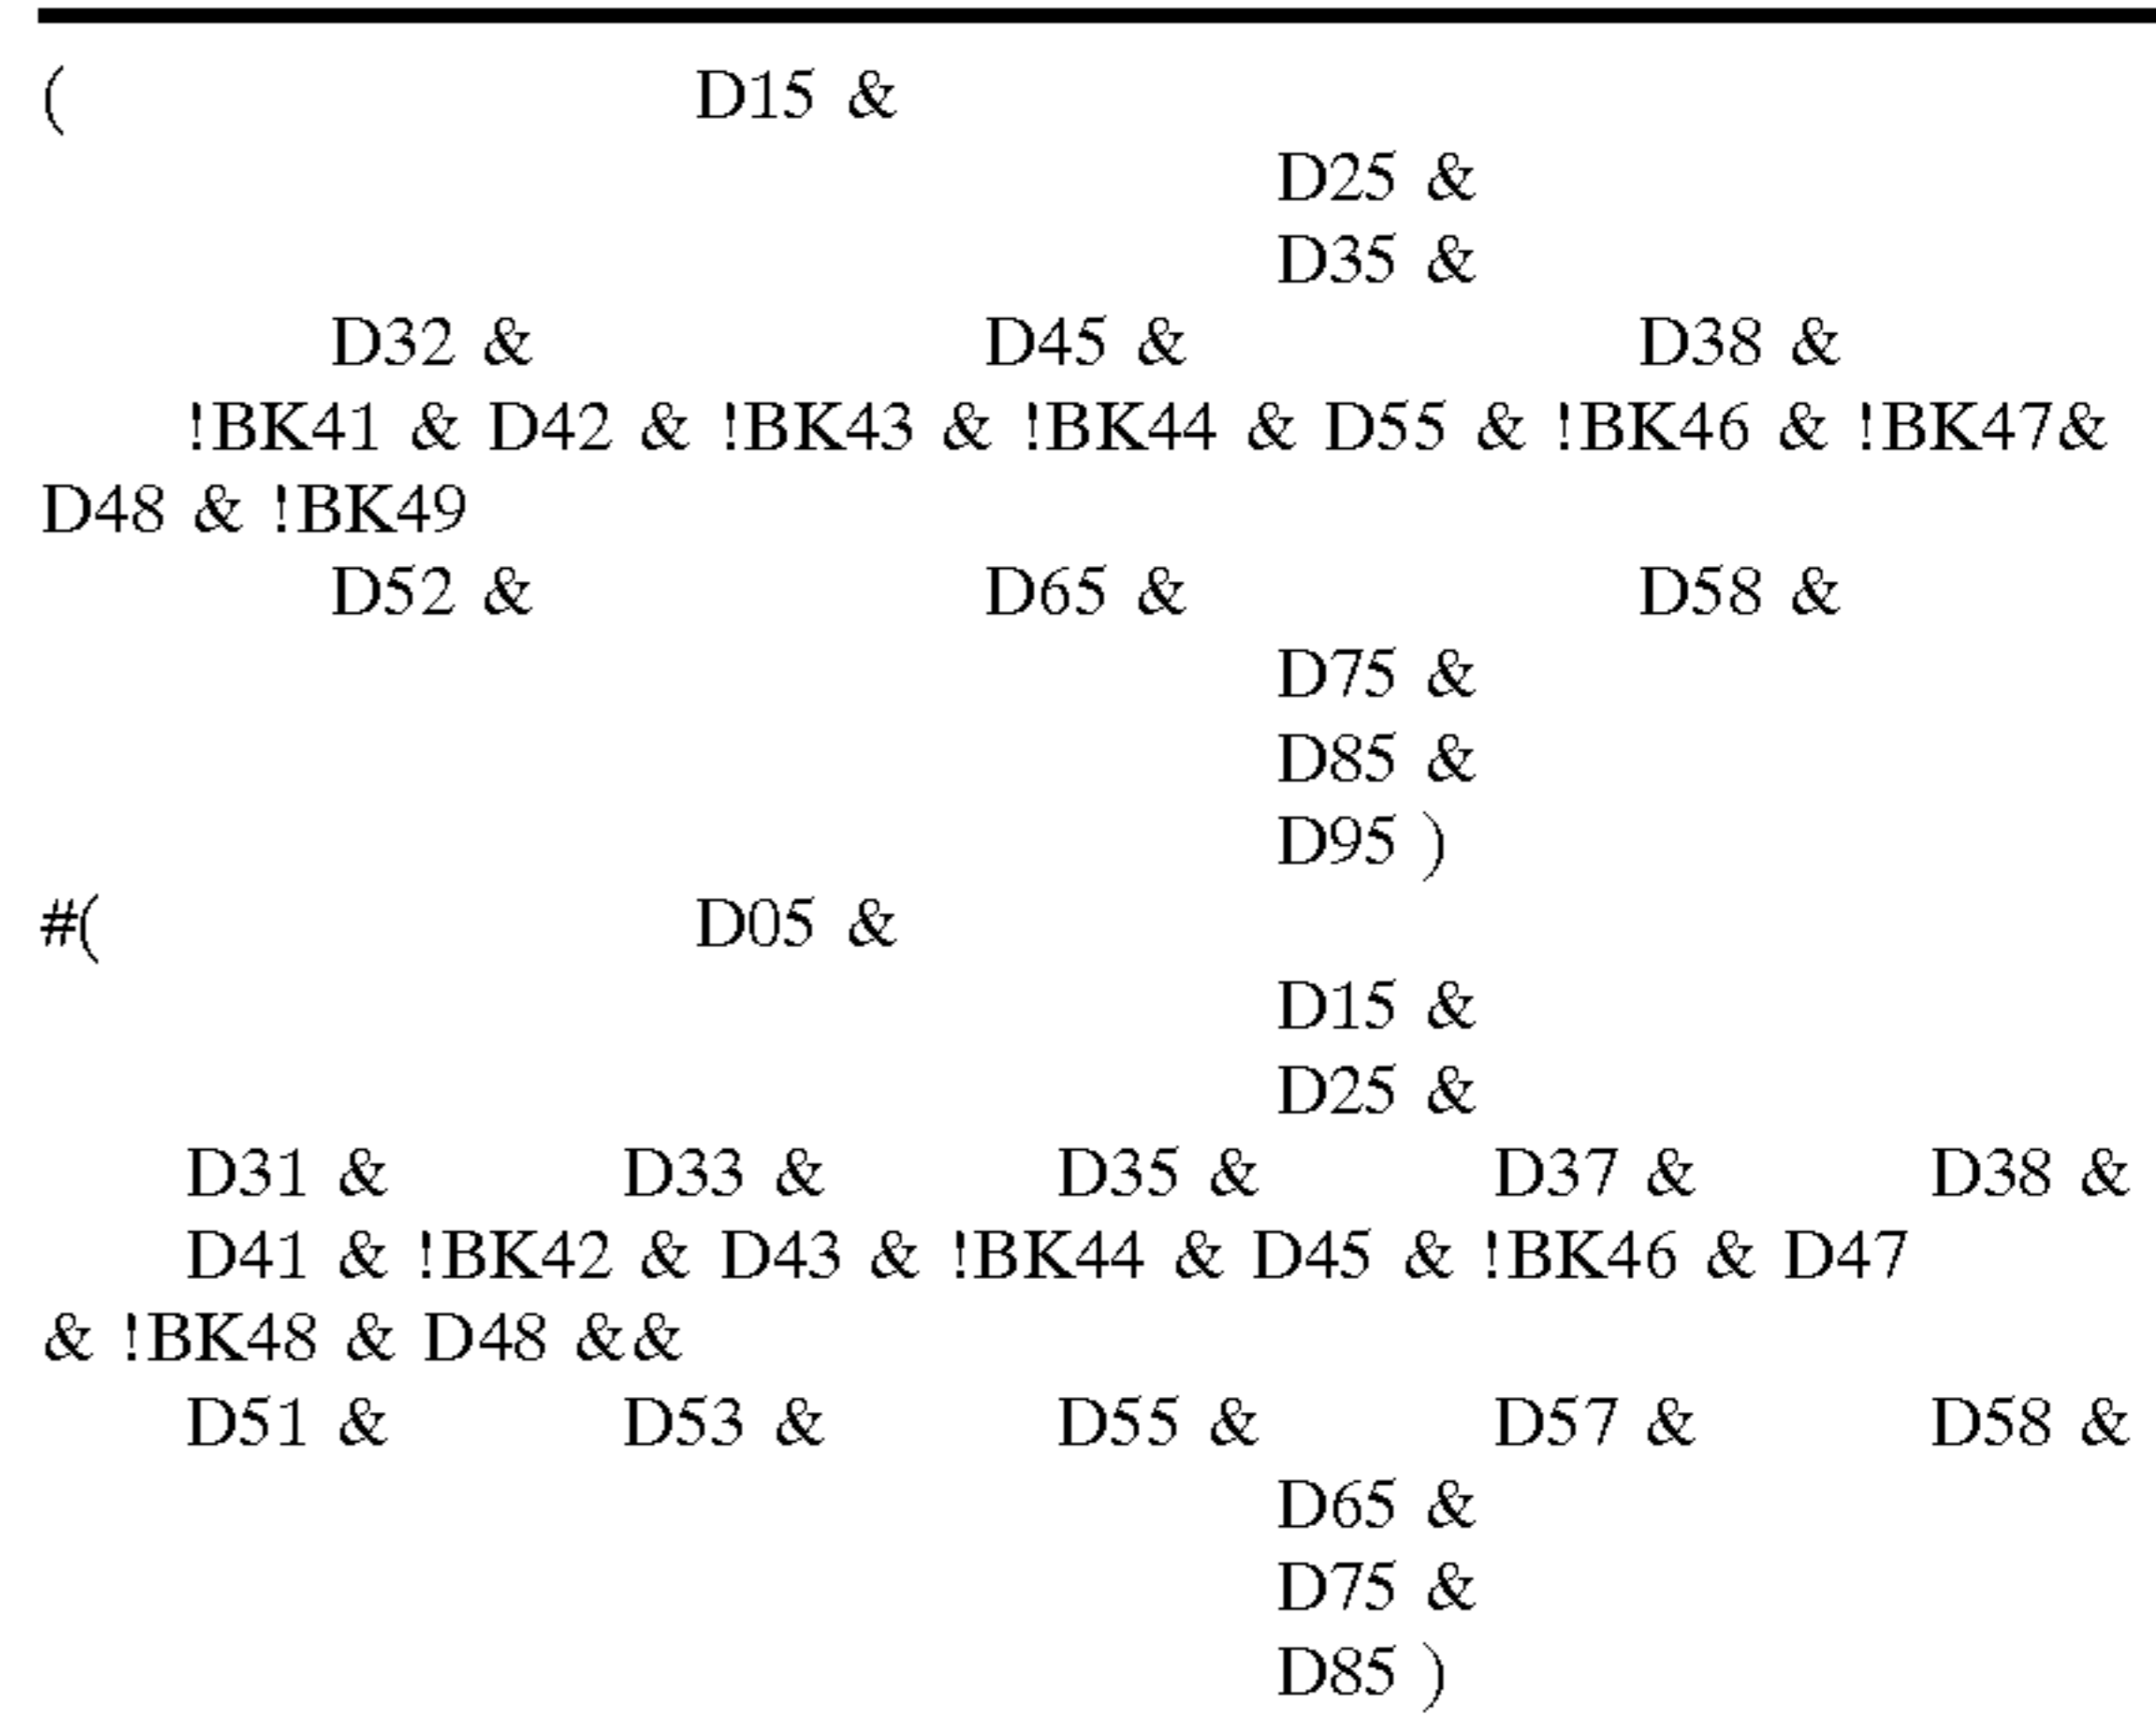 ( D15 &
D25 &
D35 &
D32 & D45 & D38 &
!BK41 & D42 & !BK43 & !BK44 & D55 & !BK46 & !BK47&
D48 & !BK49
D52 & D65 & D58 &
D75 &
D85 &
D95 )
#( D05 &
D15 &
D25 &
D31 & D33 & D35 & D37 & D38 &
D41 & !BK42 & D43 & !BK44 & D45 & !BK46 & D47
& !BK48 & D48 &&
D51 & D53 & D55 & D57 & D58 &
D65 &
D75 &
D85 )